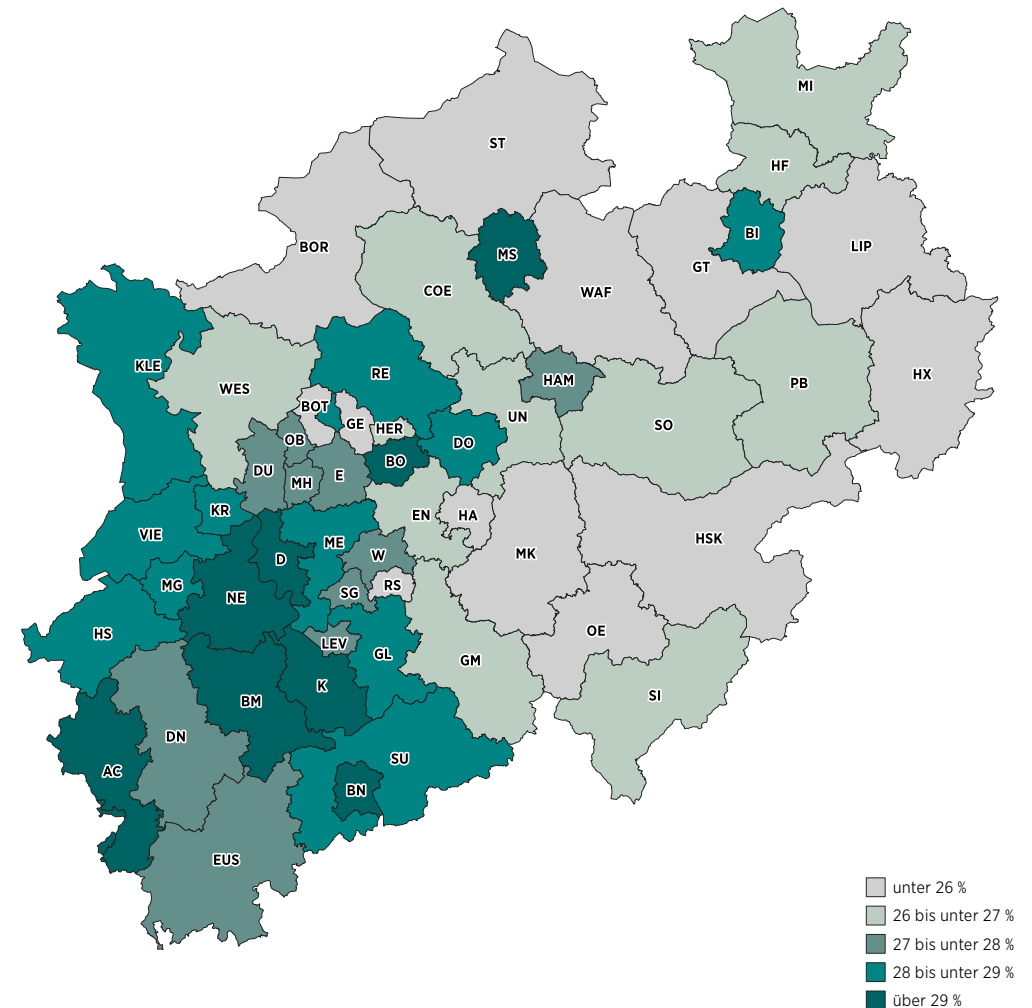 MI
ST
HF
BI
BOR
MS
LIP
GT
COE
WAF
KLE
RE
HX
HAM
PB
WES
BOT
UN
GE
SO
HER
OB
DO
BO
DU
E
MH
KR
EN
HA
VIE
HSK
ME
MK
W
D
MG
RS
SG
NE
OE
HS
LEV
GL
GM
K
SI
BM
DN
SU
AC
BN
EUS
unter 26 %
26 bis unter 27 %
27 bis unter 28 %
28 bis unter 29 %
über 29 %